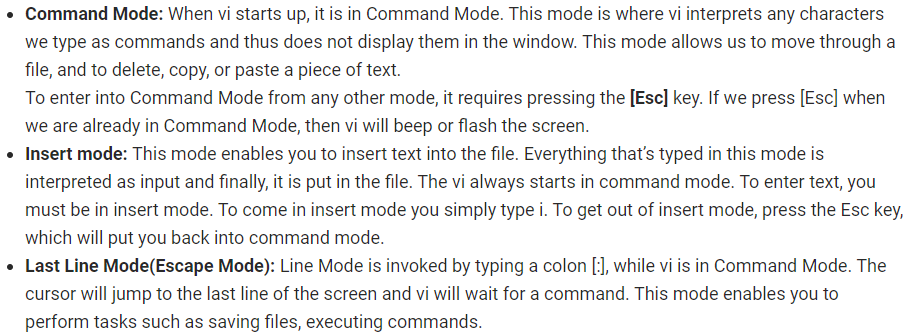 • Command Mode: When vi starts up, it is in Command Mode. This mode is where vi interprets any characters
we type as commands and thus does not display them in the window. This mode allows us to move through a
file, and to delete, copy, or paste a piece of text.
To enter into Command Mode from any other mode, it requires pressing the [Esc] key. If we press [Esc] when
we are already in Command Mode, then vi will beep or flash the screen.
• Insert mode: This mode enables you to insert text into the file. Everything that’s typed in this mode is
interpreted as input and finally, it is put in the file. The vi always starts in command mode. To enter text, you
must be in insert mode. To come in insert mode you simply type i. To get out of insert mode, press the Esc key,
which will put you back into command mode.
• Last Line Mode(Escape Mode): Line Mode is invoked by typing a colon [:], while vi is in Command Mode. The
cursor will jump to the last line of the screen and vi will wait for a command. This mode enables you to
perform tasks such as saving files, executing commands.